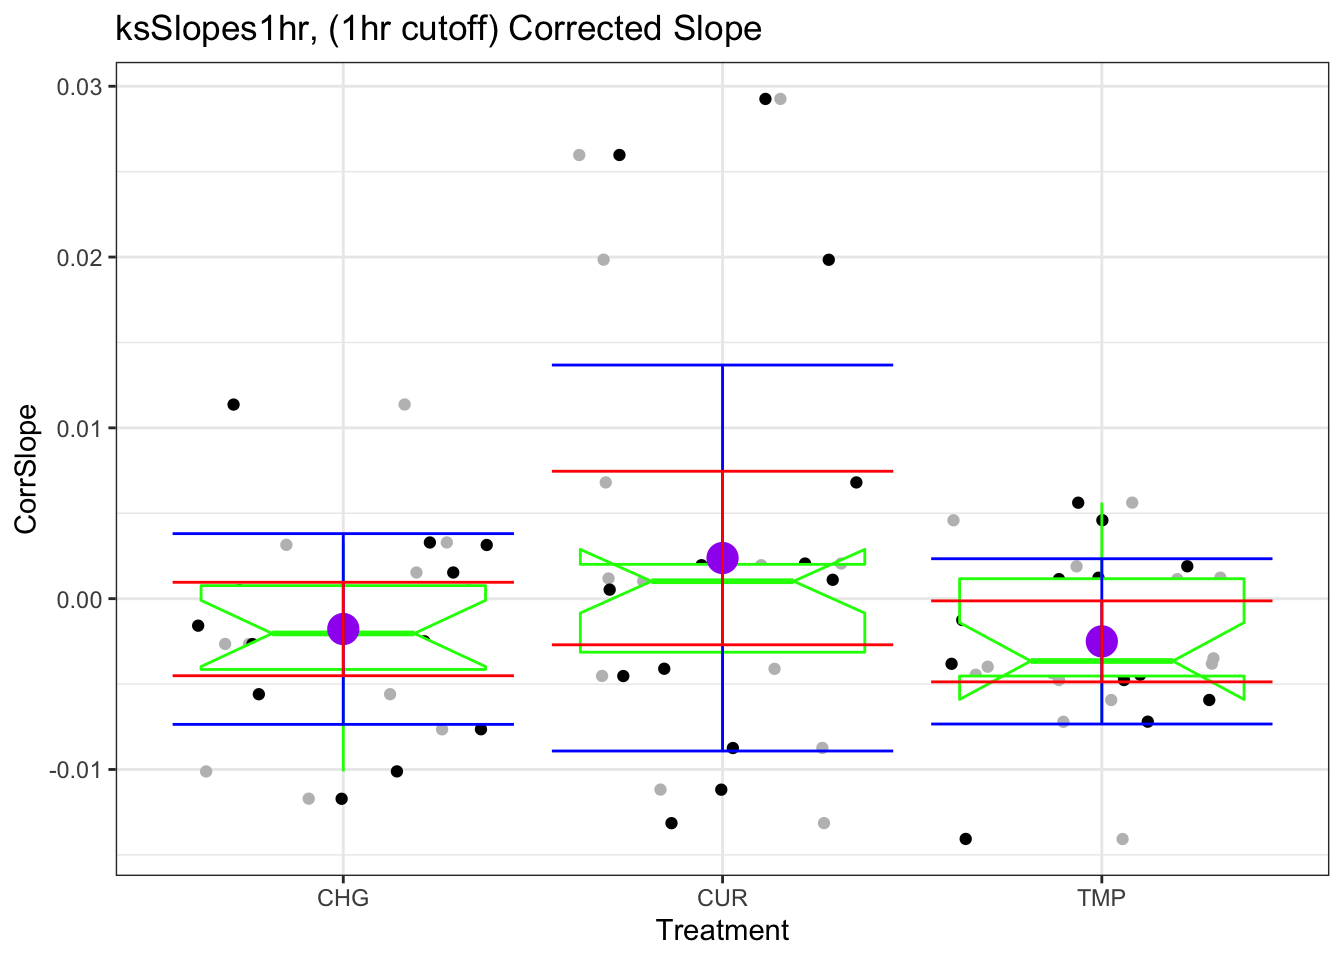 ksSlopes1hr, (1hr cutoff) Corrected Slope
0.03
0.02
0.01
0.00
-0.01
CorrSlope
CHG
CUR
TMP
Treatment